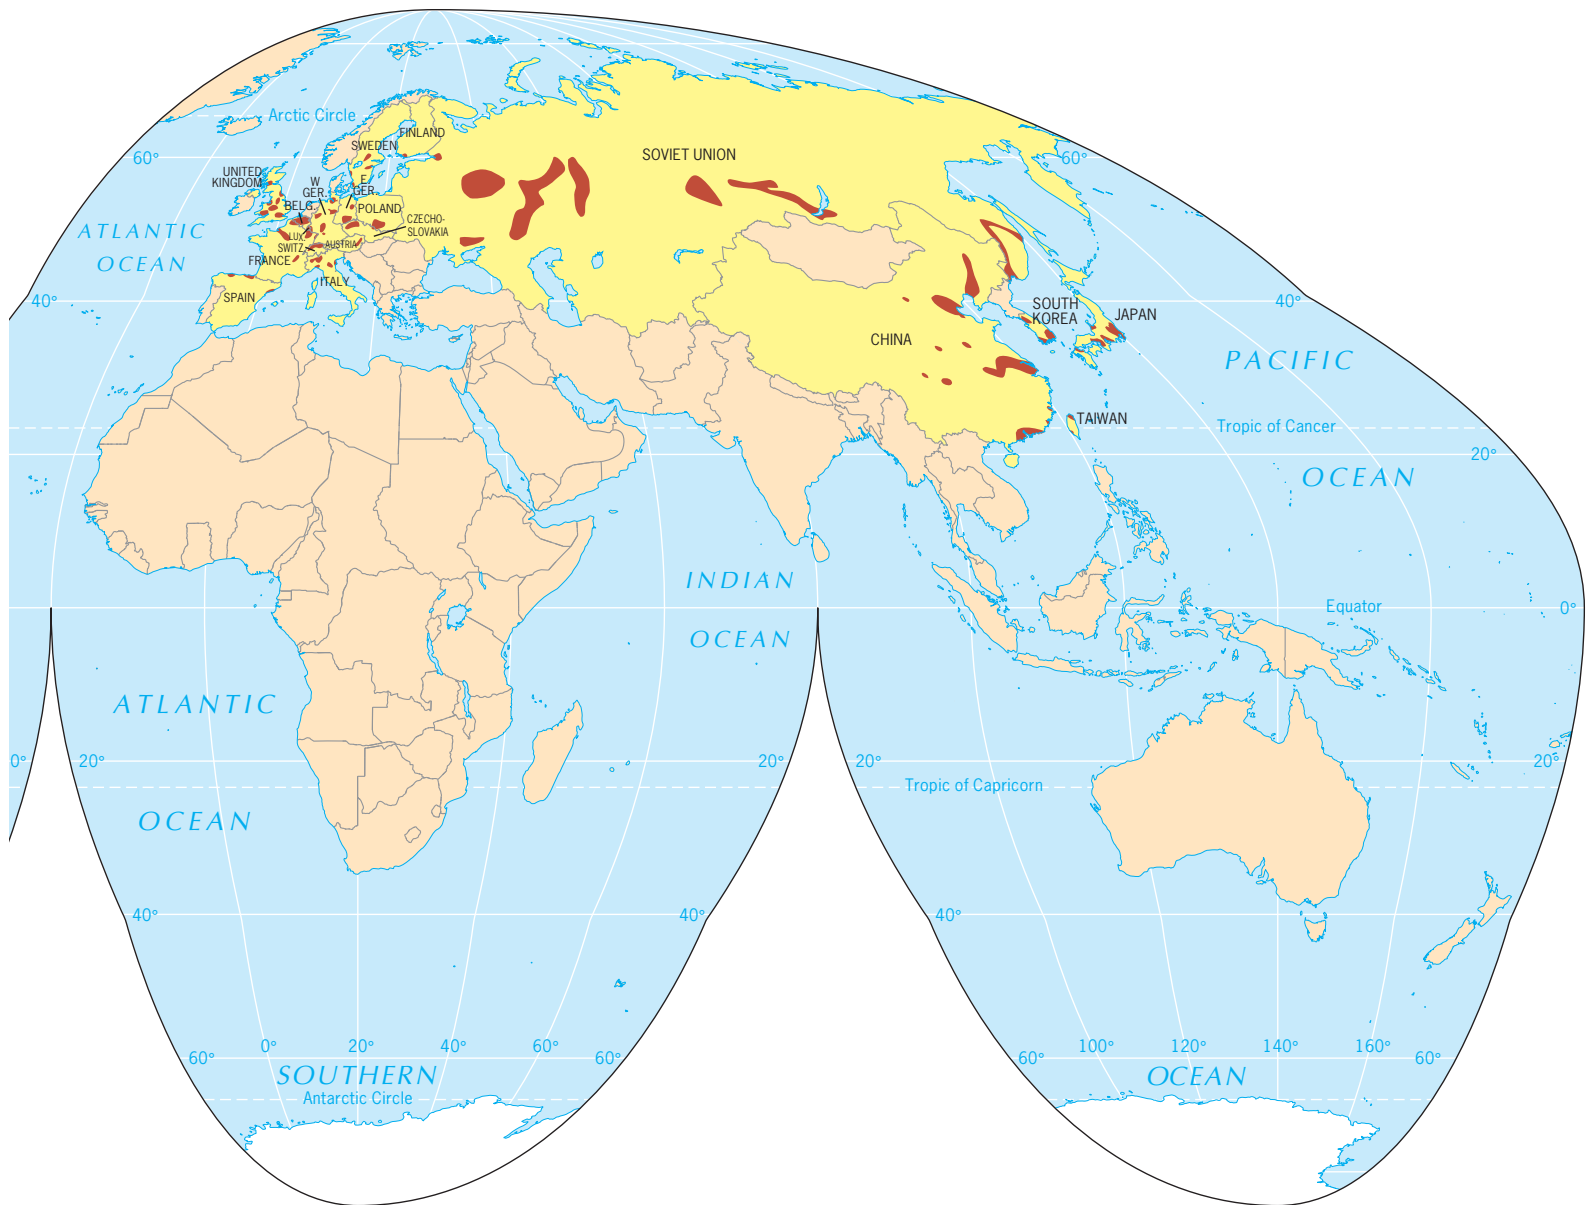 Arctic Circle
FINLAND
SWEDEN
SOVIET UNION
60°
60°
UNITED
KINGDOM
W
GER.
E.
GER.
BELG.
POLAND
CZECHO-
SLOVAKIA
LUX.
SWITZ.
AUSTRIA
FRANCE
ITALY
SPAIN
ATLANTIC
OCEAN
40°
40°
SOUTH
KOREA
JAPAN
CHINA
PACIFIC
TAIWAN
Tropic of Cancer
20°
OCEAN
INDIAN
OCEAN
Equator
0°
ATLANTIC
OCEAN
0°
20°
20°
20°
20°
Tropic of Capricorn
40°
40°
40°
60°
0°
20°
40°
60°
60°
60°
100°
120°
140°
160°
60°
SOUTHERN
OCEAN
Antarctic Circle